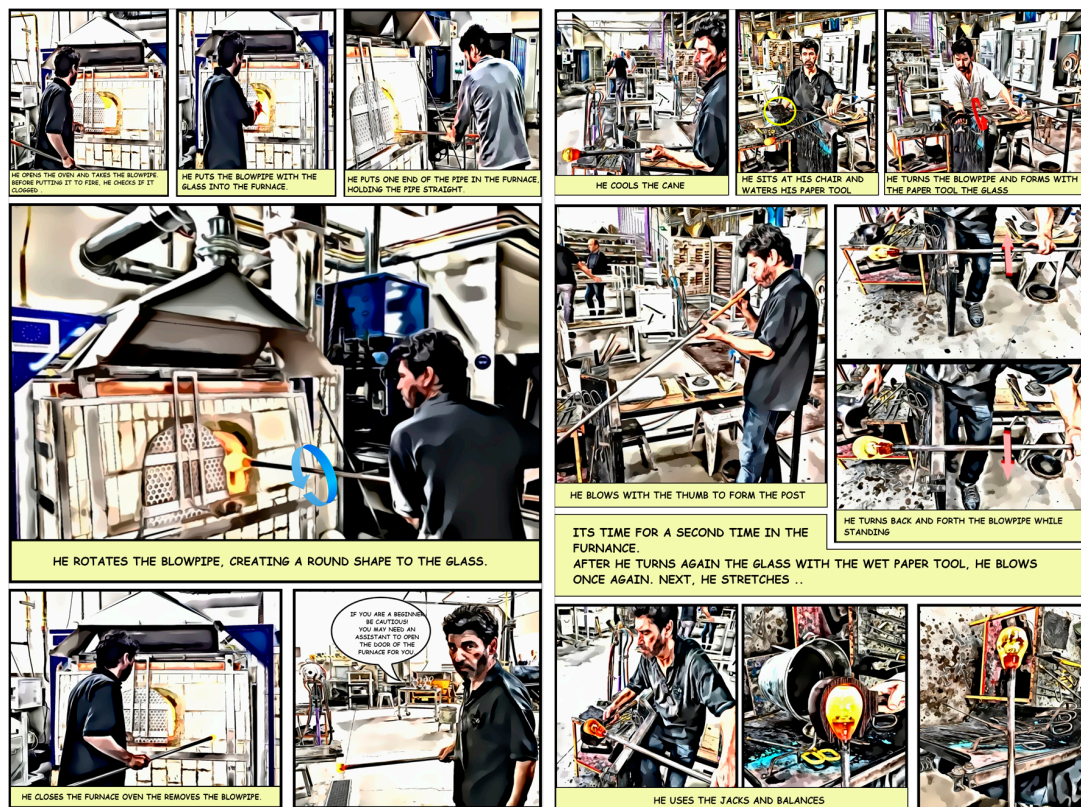 HE OPENS THE OVEN AND TAKES THE BLOWPIPE.
BEFORE PUTTING IT TO FIRE, HE CHECKS IF IT
CLOGGED .
HE PUTS THE BLOWPIPE WITH THE
GLASS INTO THE FURNACE.
HE PUTS ONE END OF THE PIPE IN THE FURNACE,
HOLDING THE PIPE STRAIGHT.
HE ROTATES THE BLOWPIPE, CREATING A ROUND SHAPE TO THE GLASS.
HE CLOSES THE FURNACE OVEN THE REMOVES THE BLOWPIPE.
IF YOU ARE A BEGINNER
BE CAUTIOUS!
YOU MAY NEED AN
ASSISTANT TO OPEN
THE DOOR OF THE
FURNACE FOR YOU
HE COOLS THE CANE
HE SITS AT HIS CHAIR AND
WATERS HIS PAPER TOOL
HE TURNS THE BLOWPIPE AND FORMS WITH
THE PAPER TOOL THE GLASS
HE BLOWS WITH THE THUMB TO FORM THE POST
HE TURNS BACK AND FORTH THE BLOWPIPE WHILE
STANDING
ITS TIME FOR A SECOND TIME IN THE
FURNANCE.
AFTER HE TURNS AGAIN THE GLASS WITH THE WET PAPER TOOL, HE BLOWS
ONCE AGAIN. NEXT, HE STRETCHES ..
HE USES THE JACKS AND BALANCES